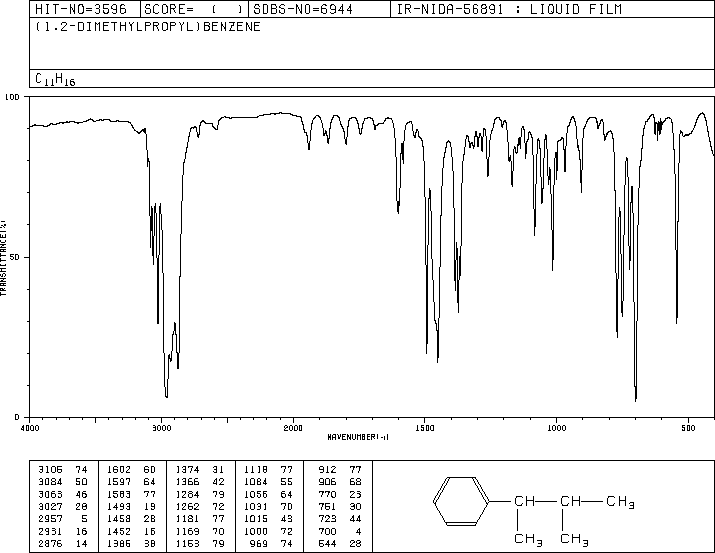 HIT-NO=3596 SCORE= ( ) SDBS-NO=6944 IR-NIDA-56891 : LIQUID FILM
(1,2-DIMETHYLPROPYL)BENZENE
C11H16
100
50
0
TRANSMITTANCE(%)
4000 3000 2000 1500 1000 500
WAVENUMBER(-1)
3105 74 1602 60 1374 31 1118 77 912 77
3084 50 1597 64 1366 42 1084 55 906 68
3063 46 1583 77 1284 79 1056 64 770 23
3027 28 1493 19 1262 72 1031 70 751 30
2957 5 1458 28 1181 77 1015 43 723 44
2931 16 1452 16 1169 70 1000 72 700 4
2876 14 1385 38 1153 79 969 74 544 28
CH CH CH3
CH3 CH3